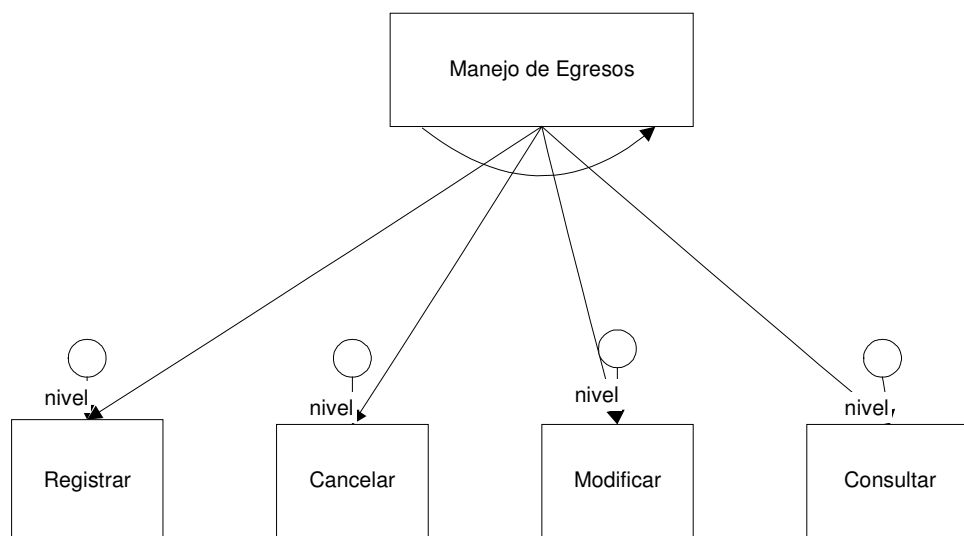 Manejo de Egresos
nivel
nivel
nivel
nivel
Registrar
Cancelar
Modificar
Consultar